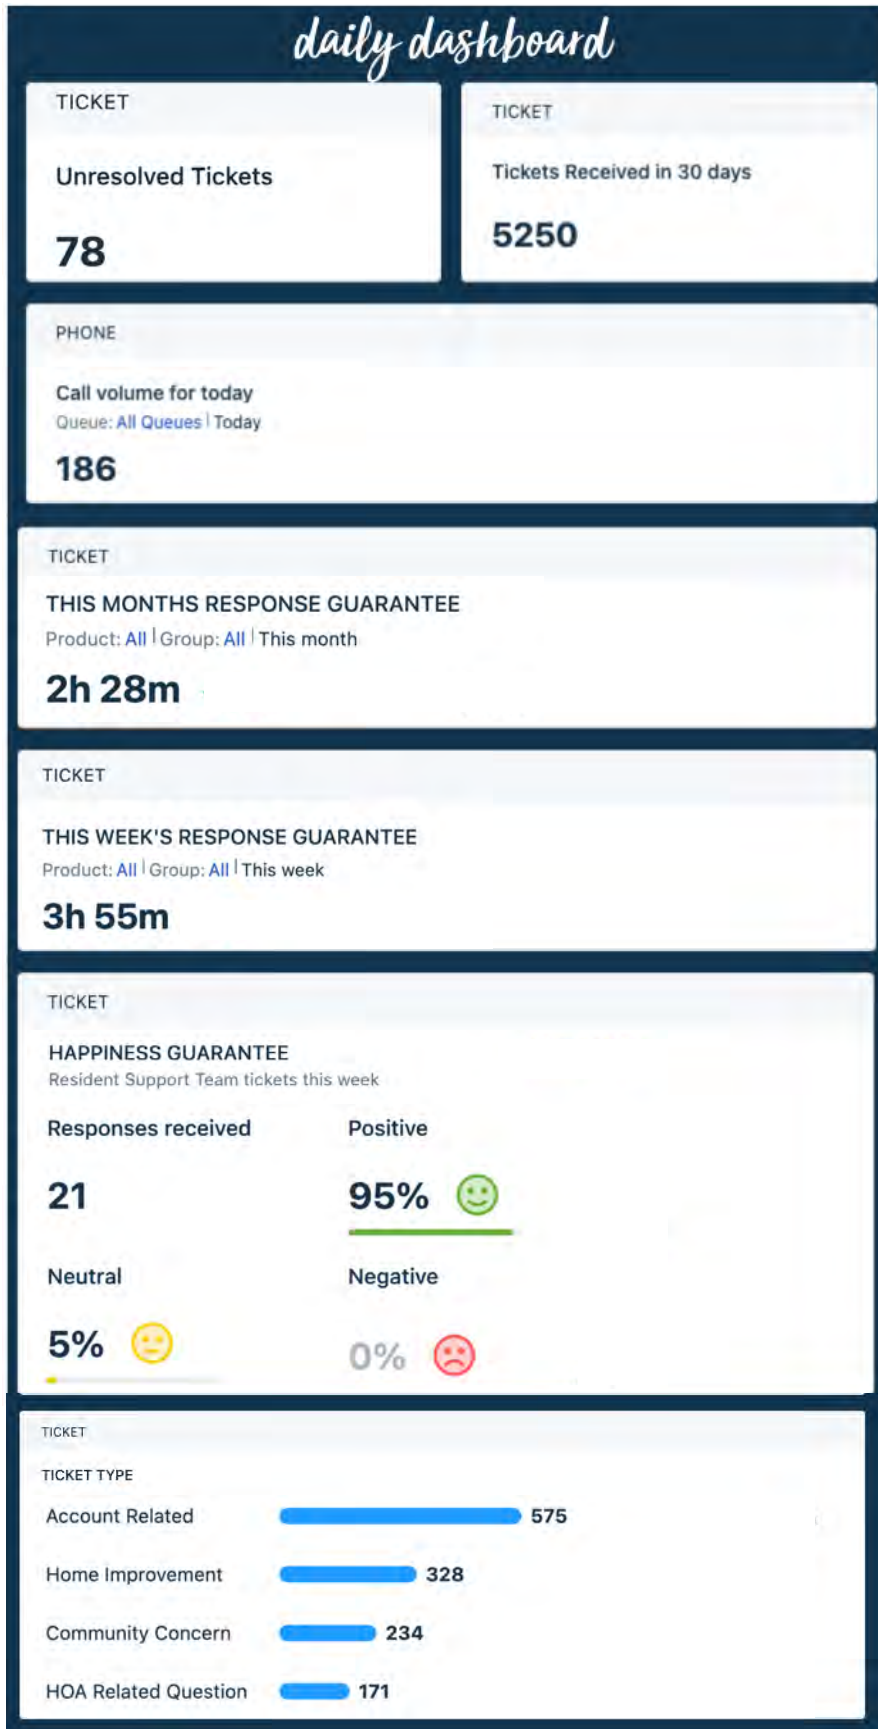 daily dashboard
TICKET
Unresolved Tickets
78
TICKET
Tickets Received in 30 days
5250
PHONE
Call volume for today
Queue: All Queues | Today
186
TICKET
THIS MONTHS RESPONSE GUARANTEE
Product: All | Group: All | This month
2h 28m
TICKET
THIS WEEK'S RESPONSE GUARANTEE
Product: All | Group: All | This week
3h 55m
TICKET
HAPPINESS GUARANTEE
Resident Support Team tickets this week
Responses received Positive
21 95%
Neutral Negative
5% 0%
TICKET
TICKET TYPE
Account Related 575
Home Improvement 328
Community Concern 234
HOA Related Question 171